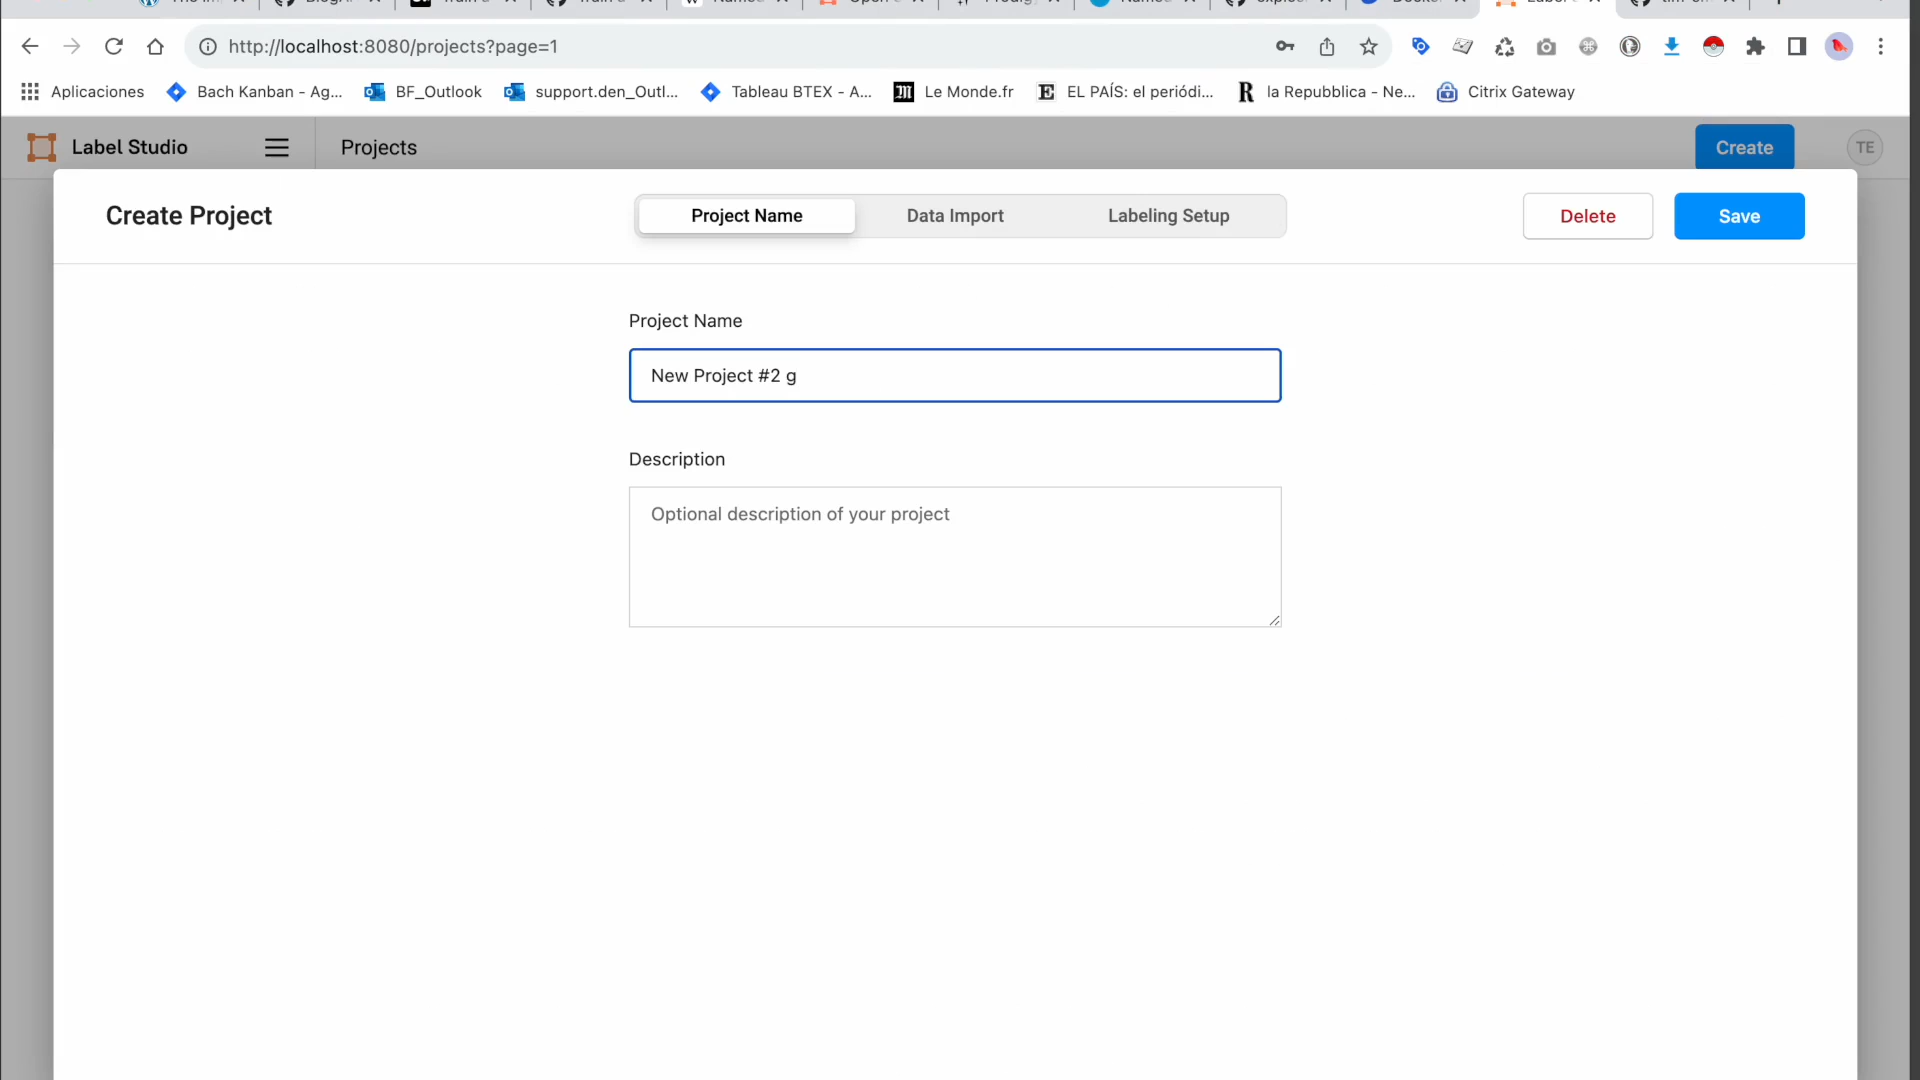 http://localhost:8080/projects?page=1
Aplicaciones Bach Kanban - Ag... BF_Outlook support.den_Outl... Tableau BTEX - A... Le Monde.fr EL PAÍS: el periódi... la Repubblica - Ne... Citrix Gateway
Label Studio Projects Create TE
Create Project Project Name Data Import Labeling Setup Delete Save
Project Name
New Project #2 g
Description
Optional description of your project